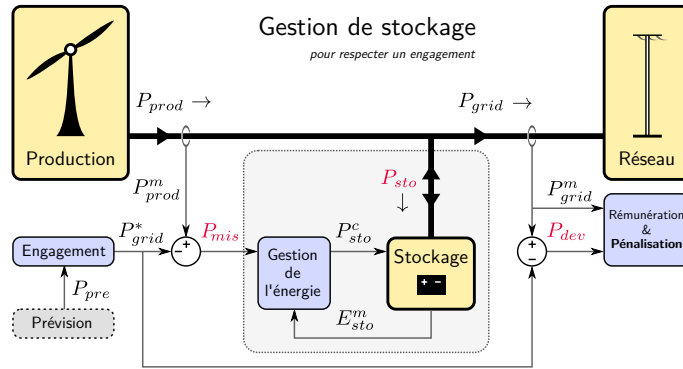 Gestion de stockage
pour respecter un engagement
P_prod →
P_grid →
Production
Réseau
P^m_prod
P_sto
↓
P^m_grid
Rémunération
&
Pénalisation
Engagement
P*_grid
P_mis
+
−
Gestion
de
l'énergie
P^c_sto
Stockage
+ −
+
−
P_dev
P_pre
Prévision
E^m_sto